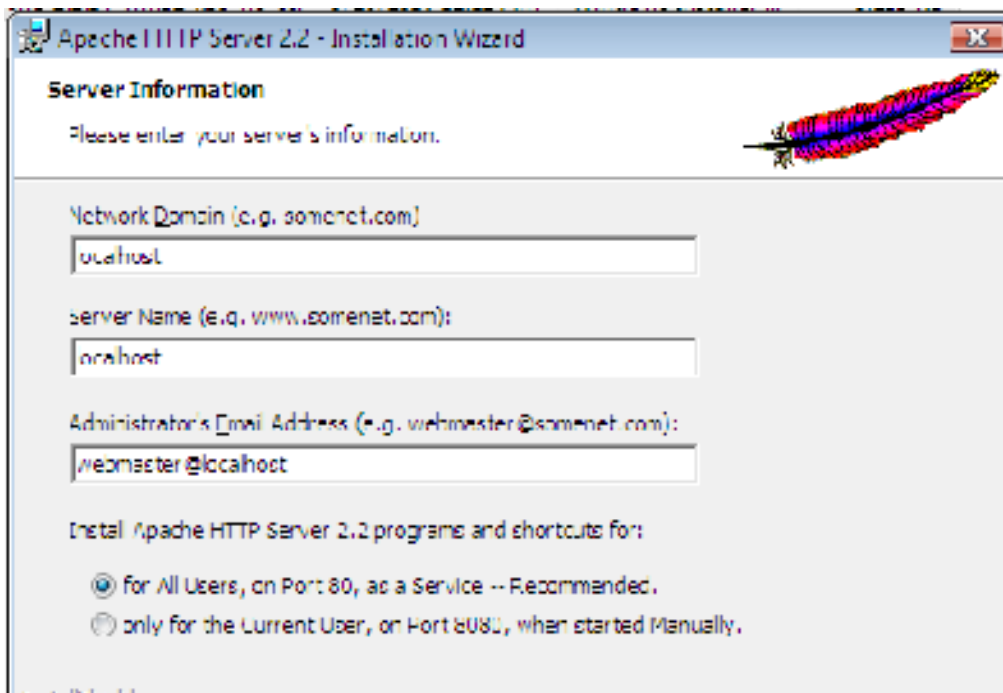 Apache HTTP Server 2.2 - Installation Wizard
Server Information
Please enter your server's information.
Network Domain (e.g. somenet.com)
localhost
Server Name (e.g. www.somenet.com):
localhost
Administrator's Email Address (e.g. webmaster@somenet.com):
webmaster@localhost
Install Apache HTTP Server 2.2 programs and shortcuts for:
for All Users, on Port 80, as a Service -- Recommended.
only for the Current User, on Port 8080, when started Manually.